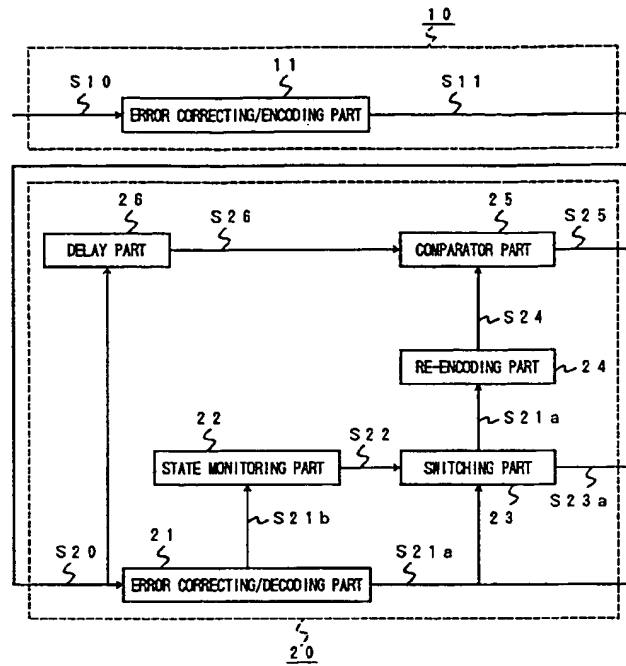 10
S10
11
S11
ERROR CORRECTING/ENCODING PART
26
S26
25
S25
DELAY PART
COMPARATOR PART
S24
RE-ENCODING PART
24
S21a
22
S22
STATE MONITORING PART
SWITCHING PART
S21b
23
S23a
S20
21
S21a
ERROR CORRECTING/DECODING PART
20